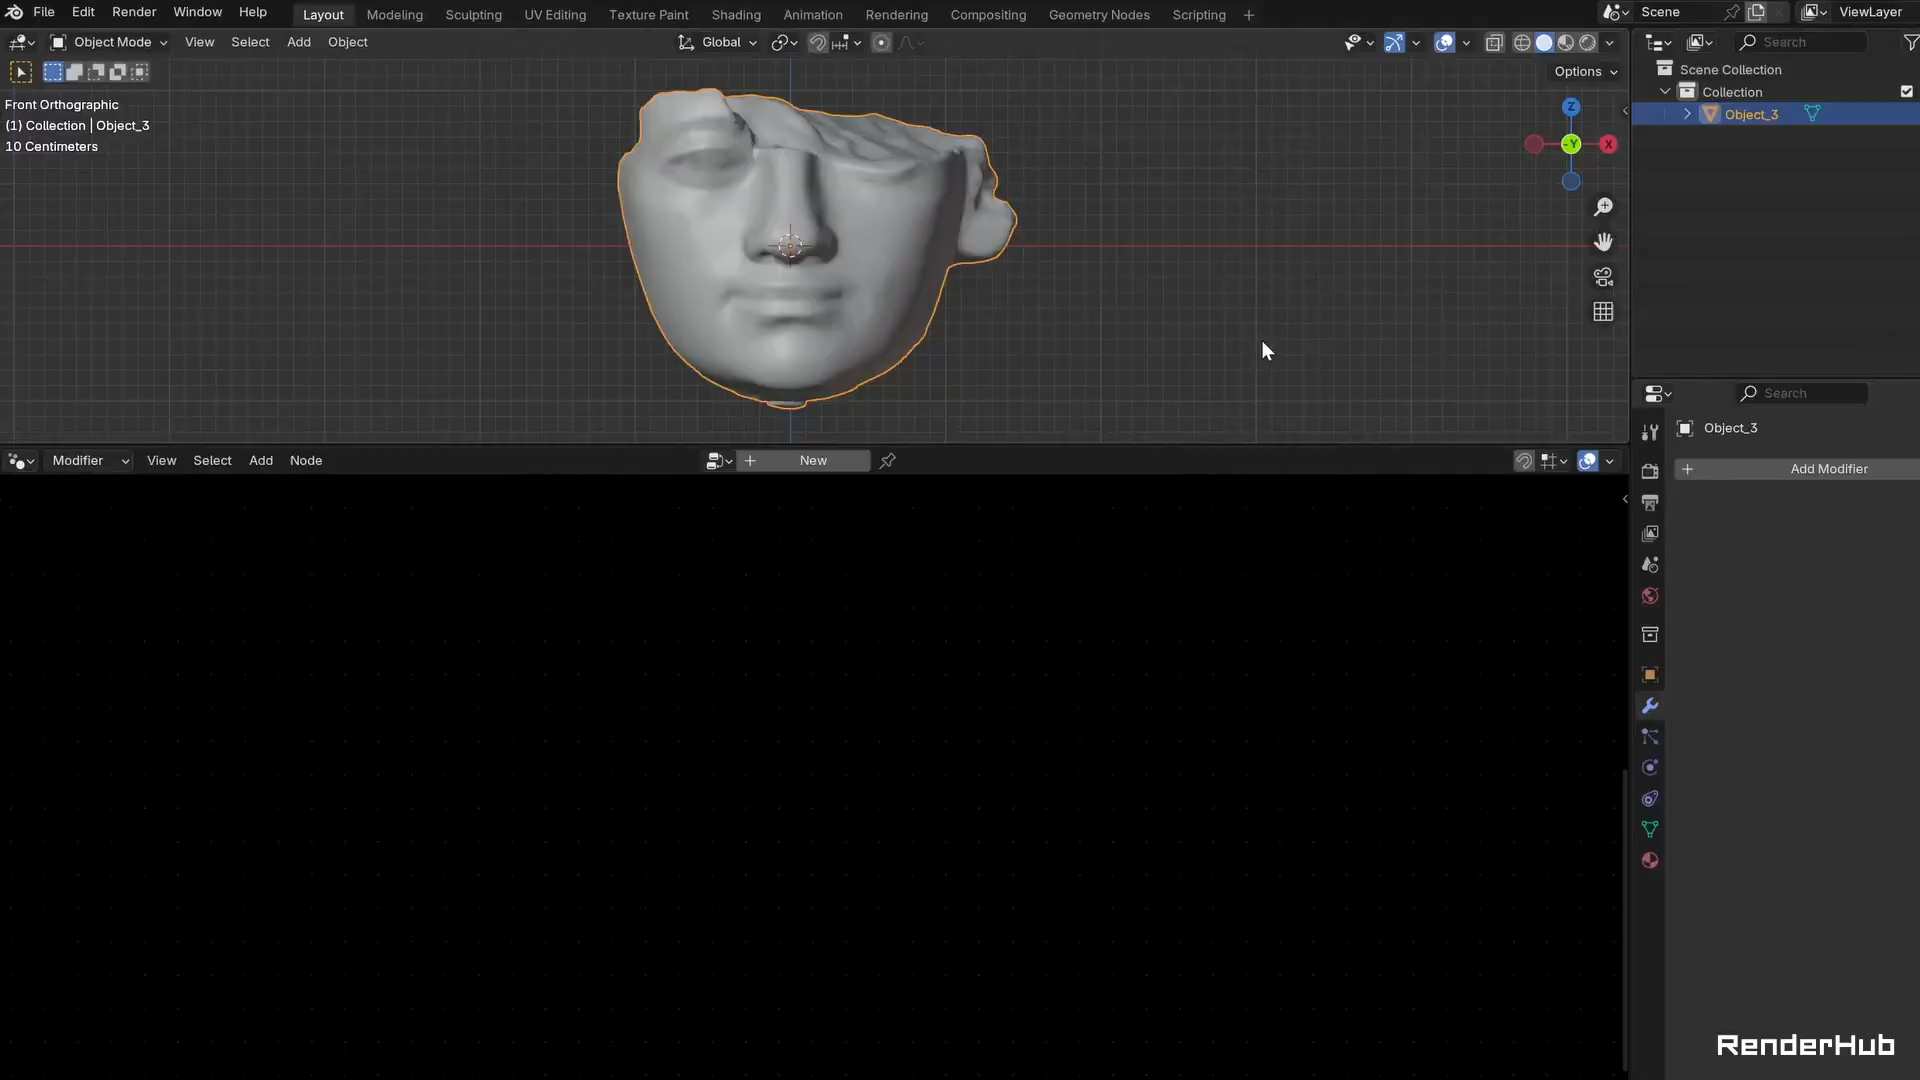 File Edit Render Window Help Layout Modeling Sculpting UV Editing Texture Paint Shading Animation Rendering Compositing Geometry Nodes Scripting + Scene ViewLayer
Object Mode View Select Add Object Global Search
Options
Front Orthographic
(1) Collection | Object_3
10 Centimeters
Z
-Y
X
Scene Collection
Collection
Object_3
Search
Object_3
+ Add Modifier
Modifier View Select Add Node + New
RenderHub